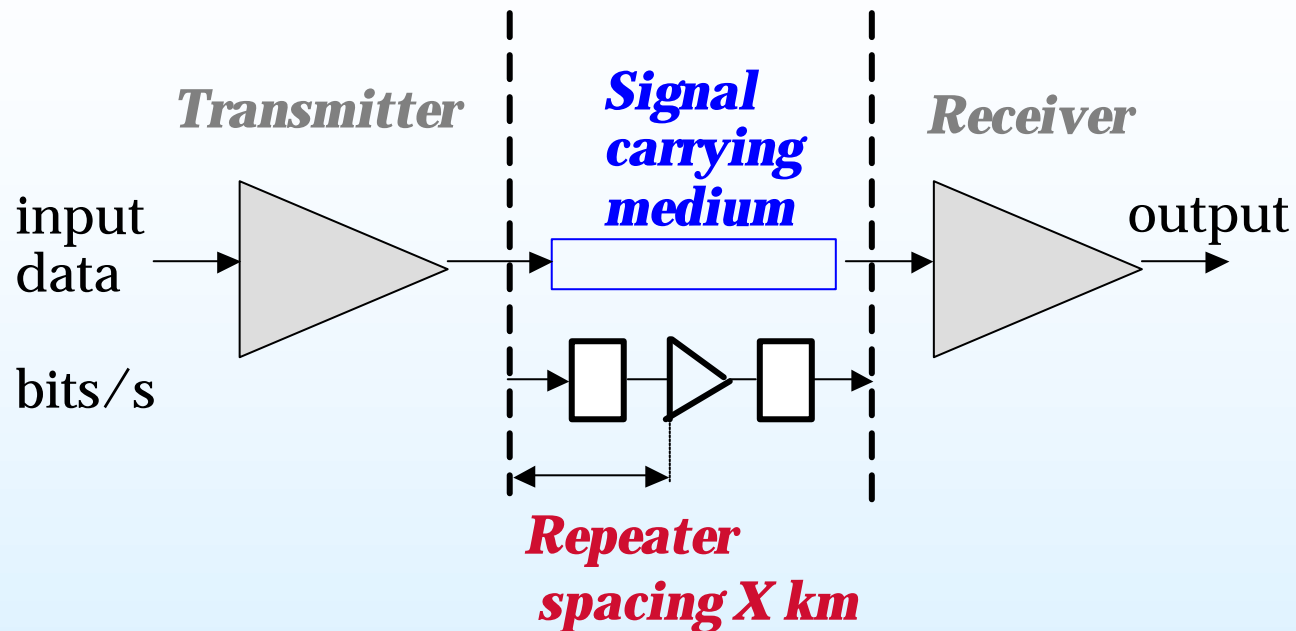 Transmitter
Signal
carrying
medium
Receiver
input
data
output
bits/s
Repeater
spacing X km